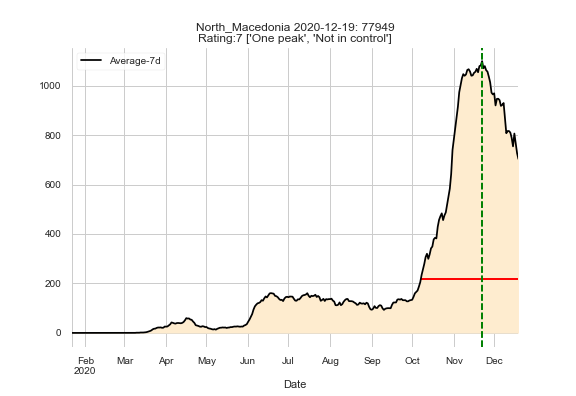 North_Macedonia 2020-12-19: 77949
Rating:7 ['One peak', 'Not in control']
Average-7d
1000
800
600
400
200
0
Feb Mar Apr May Jun Jul Aug Sep Oct Nov Dec
2020
Date